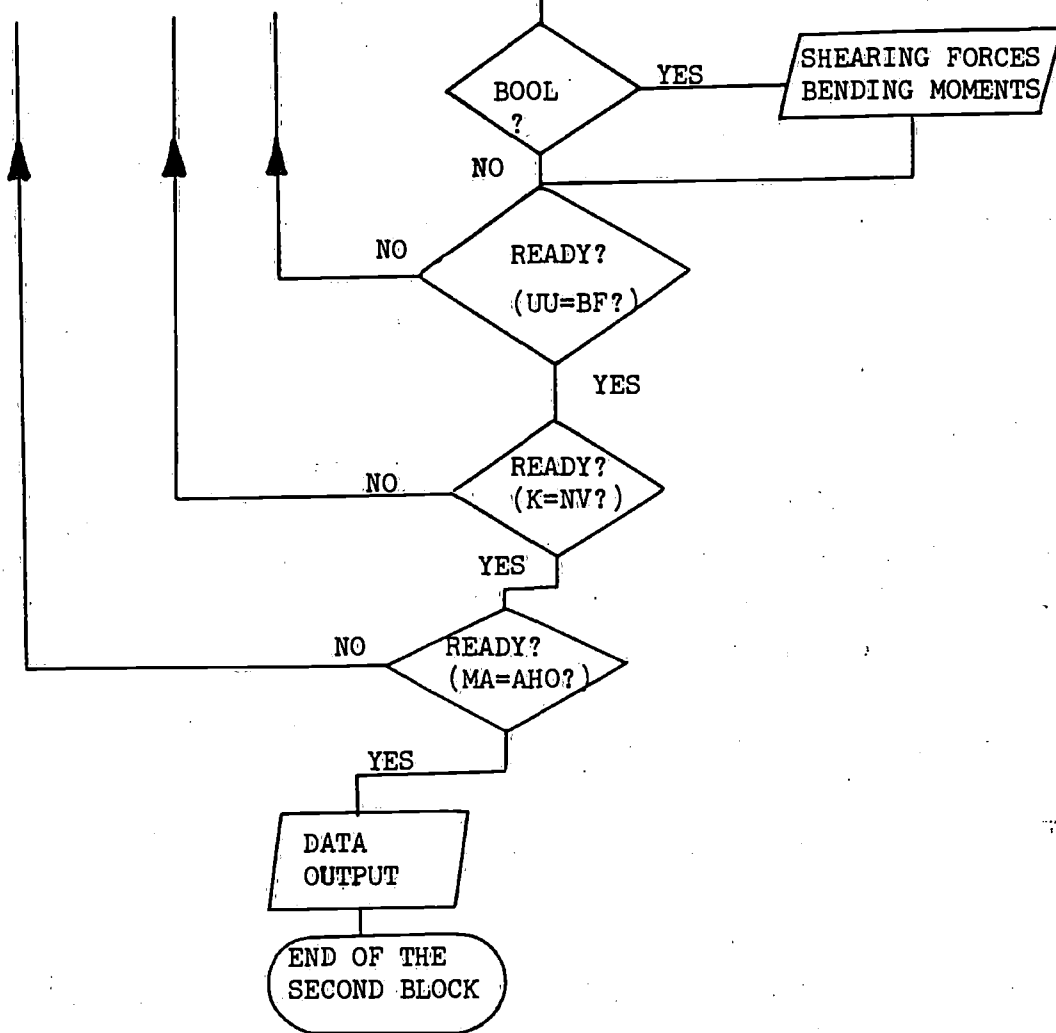 BOOL
?
YES
SHEARING FORCES
BENDING MOMENTS
NO
NO
READY?
(UU=BF?)
YES
NO
READY?
(K=NV?)
YES
NO
READY?
(MA=AHO?)
YES
DATA
OUTPUT
END OF THE
SECOND BLOCK